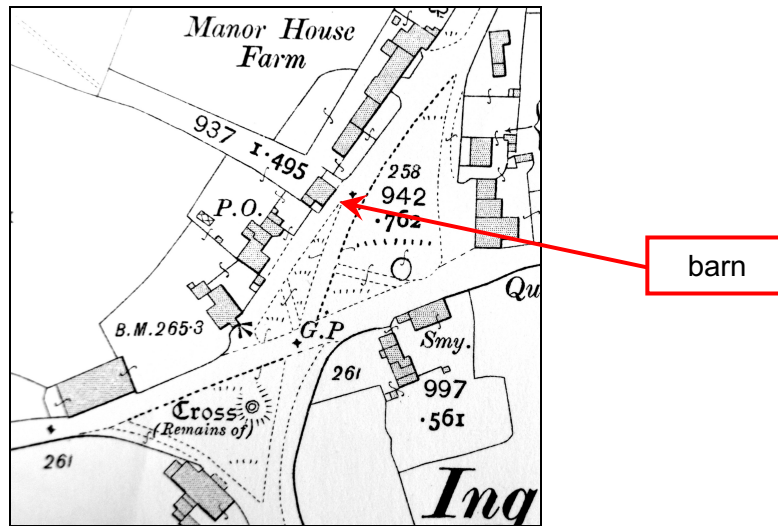 Manor House
Farm
937
1·495
258
942
·762
P.O.
barn
Qu
B.M.265·3
G.P
Smy.
261
997
·561
Cross
(Remains of)
261
Inq